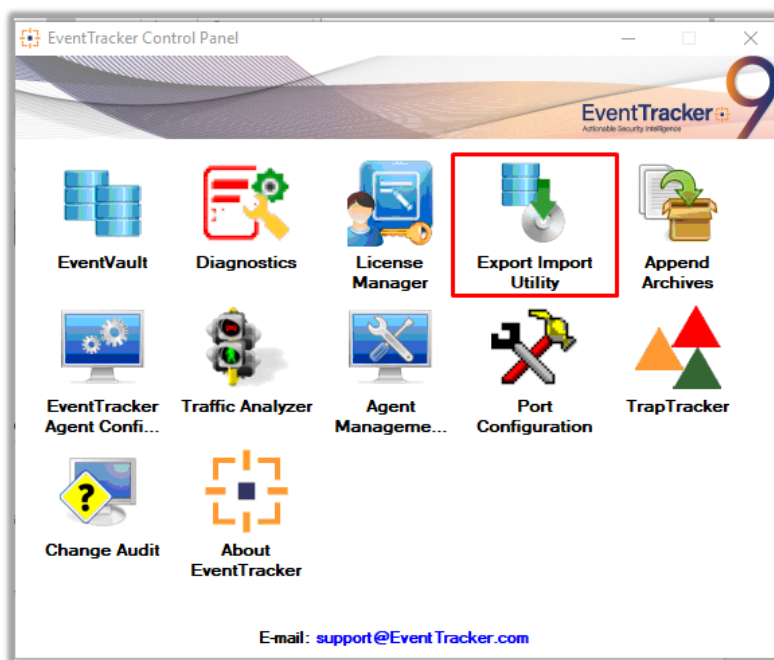 EventTracker Control Panel
EventTracker 9
Actionable Security Intelligence
EventVault
Diagnostics
License
Manager
Export Import
Utility
Append
Archives
EventTracker
Agent Confi...
Traffic Analyzer
Agent
Manageme...
Port
Configuration
TrapTracker
Change Audit
About
EventTracker
E-mail: support@EventTracker.com